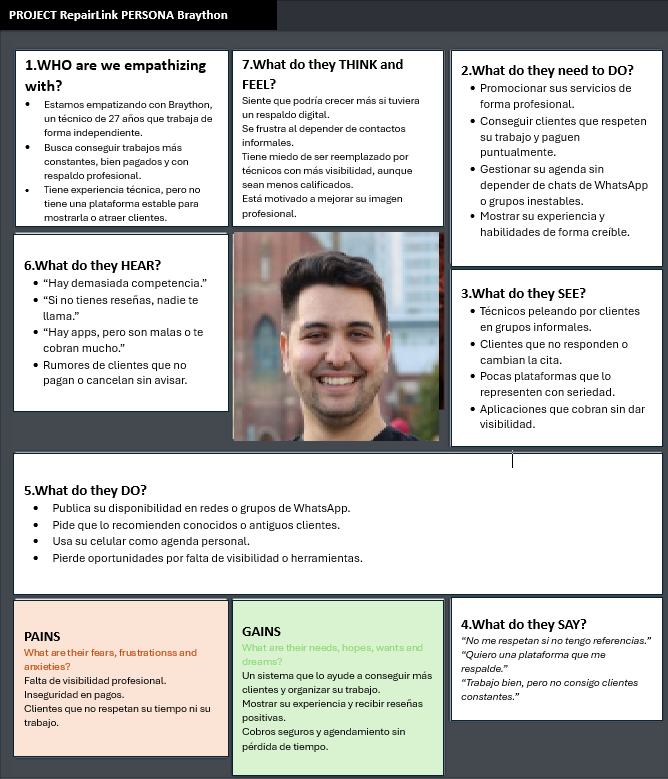 PROJECT RepairLink PERSONA Braython
1.WHO are we empathizing
with?
• Estamos empatizando con Braython,
un técnico de 27 años que trabaja de
forma independiente.
• Busca conseguir trabajos más
constantes, bien pagados y con
respaldo profesional.
• Tiene experiencia técnica, pero no
tiene una plataforma estable para
mostrarla o atraer clientes.
7.What do they THINK and
FEEL?
Siente que podría crecer más si tuviera
un respaldo digital.
Se frustra al depender de contactos
informales.
Tiene miedo de ser reemplazado por
técnicos con más visibilidad, aunque
sean menos calificados.
Está motivado a mejorar su imagen
profesional.
2.What do they need to DO?
• Promocionar sus servicios de
forma profesional.
• Conseguir clientes que respeten
su trabajo y paguen
puntualmente.
• Gestionar su agenda sin
depender de chats de WhatsApp
o grupos inestables.
• Mostrar su experiencia y
habilidades de forma creíble.
6.What do they HEAR?
• “Hay demasiada competencia.”
• “Si no tienes reseñas, nadie te
llama.”
• “Hay apps, pero son malas o te
cobran mucho.”
• Rumores de clientes que no
pagan o cancelan sin avisar.
3.What do they SEE?
• Técnicos peleando por clientes
en grupos informales.
• Clientes que no responden o
cambian la cita.
• Pocas plataformas que lo
representen con seriedad.
• Aplicaciones que cobran sin dar
visibilidad.
5.What do they DO?
• Publica su disponibilidad en redes o grupos de WhatsApp.
• Pide que lo recomienden conocidos o antiguos clientes.
• Usa su celular como agenda personal.
• Pierde oportunidades por falta de visibilidad o herramientas.
PAINS
What are their fears, frustrationss and
anxieties?
Falta de visibilidad profesional.
Inseguridad en pagos.
Clientes que no respetan su tiempo ni su
trabajo.
GAINS
What are their needs, hopes, wants and
dreams?
Un sistema que lo ayude a conseguir más
clientes y organizar su trabajo.
Mostrar su experiencia y recibir reseñas
positivas.
Cobros seguros y agendamiento sin
pérdida de tiempo.
4.What do they SAY?
“No me respetan si no tengo referencias.”
“Quiero una plataforma que me
respalde.”
“Trabajo bien, pero no consigo clientes
constantes.”